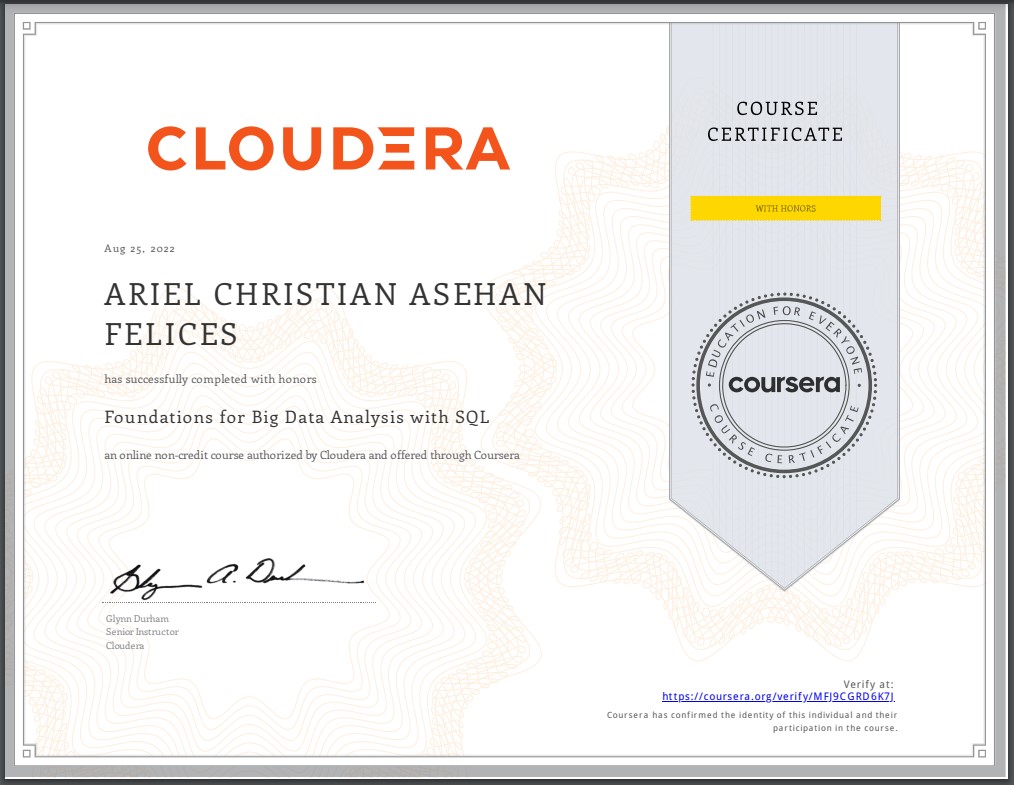 CLOUDERA
COURSE
CERTIFICATE
WITH HONORS
Aug 25, 2022
ARIEL CHRISTIAN ASEHAN
FELICES
has successfully completed with honors
Foundations for Big Data Analysis with SQL
an online non-credit course authorized by Cloudera and offered through Coursera
EDUCATION FOR EVERYONE
coursera
COURSE CERTIFICATE
Glynn A. Durham
Glynn Durham
Senior Instructor
Cloudera
Verify at:
https://coursera.org/verify/MFJ9CGRD6K7J
Coursera has confirmed the identity of this individual and their
participation in the course.